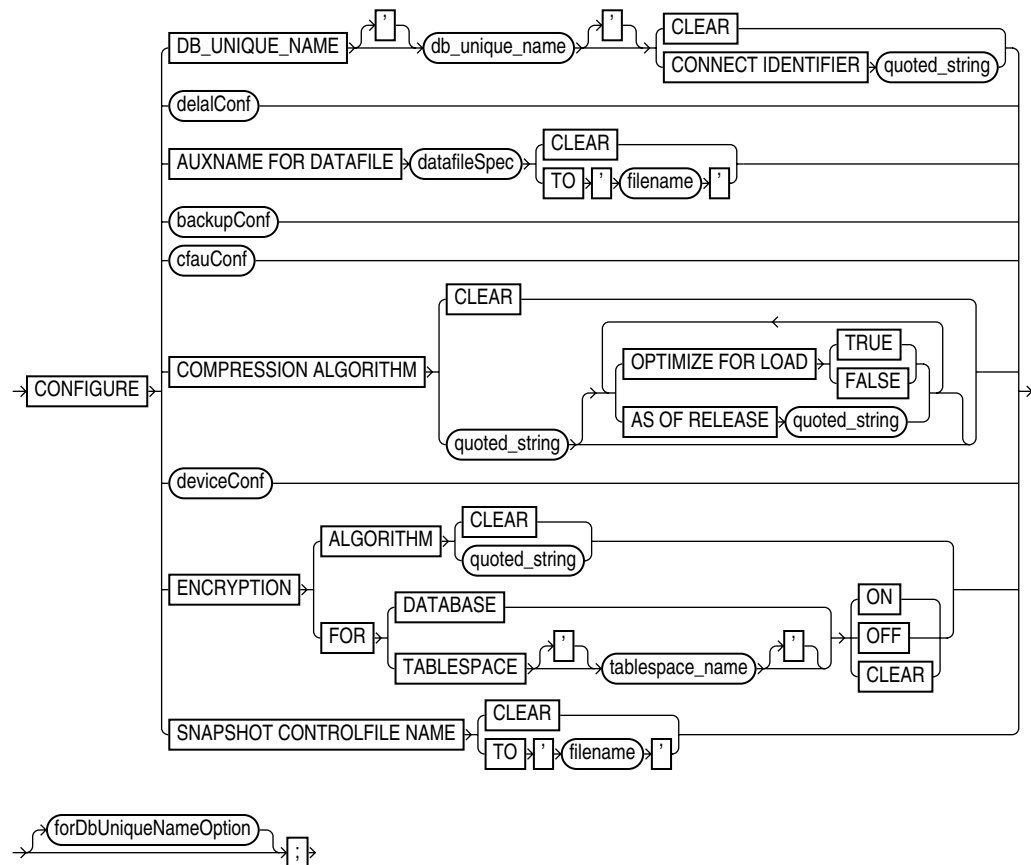 DB_UNIQUE_NAME ' db_unique_name ' CLEAR
CONNECT IDENTIFIER quoted_string
delalConf
AUXNAME FOR DATAFILE datafileSpec CLEAR
TO ' filename '
backupConf
cfauConf
CLEAR
TRUE
OPTIMIZE FOR LOAD
CONFIGURE COMPRESSION ALGORITHM FALSE
AS OF RELEASE quoted_string
quoted_string
deviceConf
CLEAR
ALGORITHM
quoted_string
ENCRYPTION
DATABASE ON
FOR OFF
TABLESPACE ' tablespace_name '
CLEAR
SNAPSHOT CONTROLFILE NAME CLEAR
TO ' filename '
forDbUniqueNameOption
;